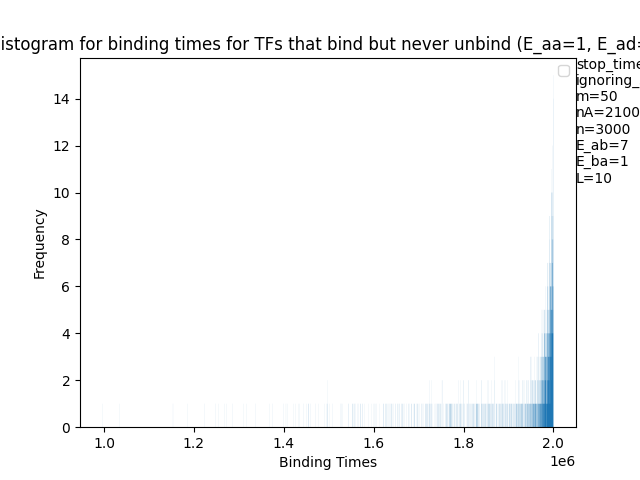 istogram for binding times for TFs that bind but never unbind (E_aa=1, E_ad=
stop_time
ignoring_
m=50
nA=2100
n=3000
E_ab=7
E_ba=1
L=10
14
12
10
8
6
4
2
0
Frequency
1.0 1.2 1.4 1.6 1.8 2.0
1e6
Binding Times